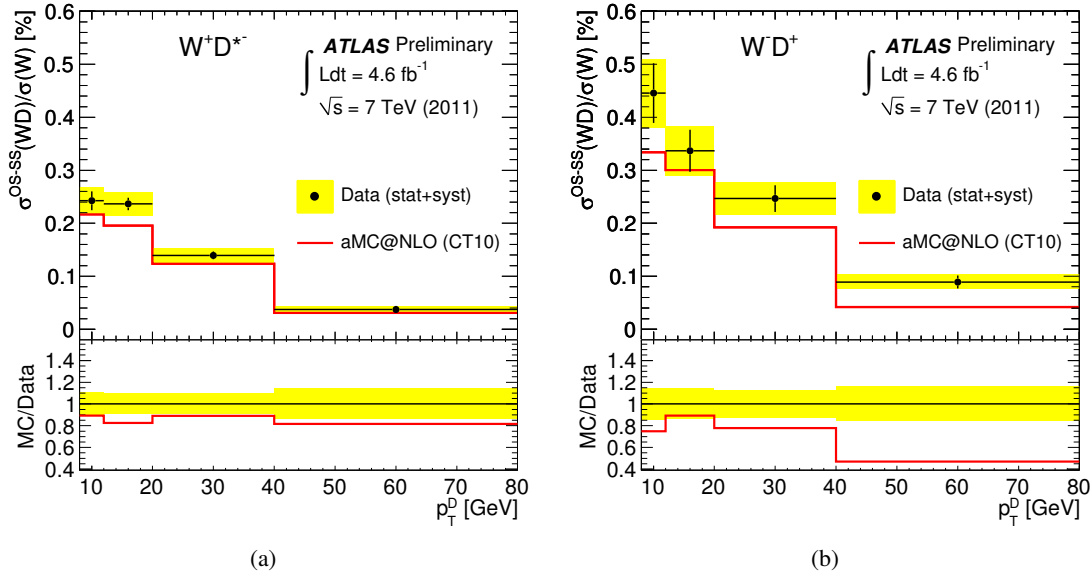 σ^OS-SS(WD)/σ(W) [%]
W⁺D*⁻
ATLAS Preliminary
∫ Ldt = 4.6 fb⁻¹
√s = 7 TeV (2011)
Data (stat+syst)
aMC@NLO (CT10)
0.6
0.5
0.4
0.3
0.2
0.1
0
MC/Data
1.4
1.2
1
0.8
0.6
0.4
10 20 30 40 50 60 70 80
p_T^D [GeV]
(a)
σ^OS-SS(WD)/σ(W) [%]
W⁻D⁺
ATLAS Preliminary
∫ Ldt = 4.6 fb⁻¹
√s = 7 TeV (2011)
Data (stat+syst)
aMC@NLO (CT10)
0.6
0.5
0.4
0.3
0.2
0.1
0
MC/Data
1.4
1.2
1
0.8
0.6
0.4
10 20 30 40 50 60 70 80
p_T^D [GeV]
(b)